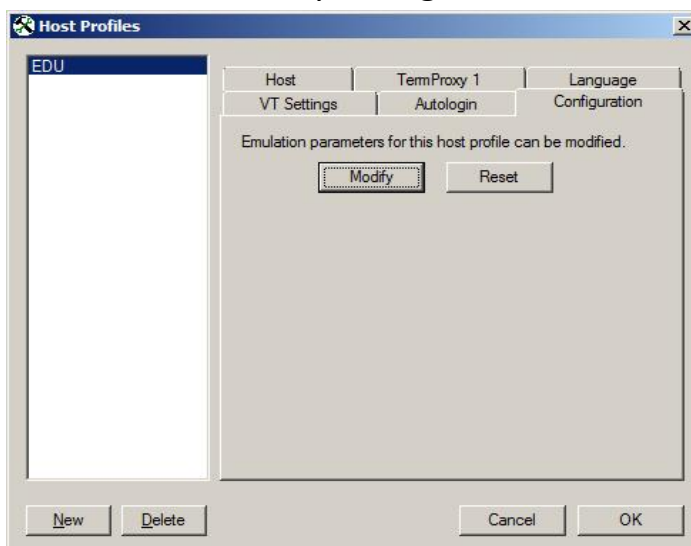 Host Profiles
EDU
Host TermProxy 1 Language
VT Settings Autologin Configuration
Emulation parameters for this host profile can be modified.
Modify Reset
New Delete Cancel OK